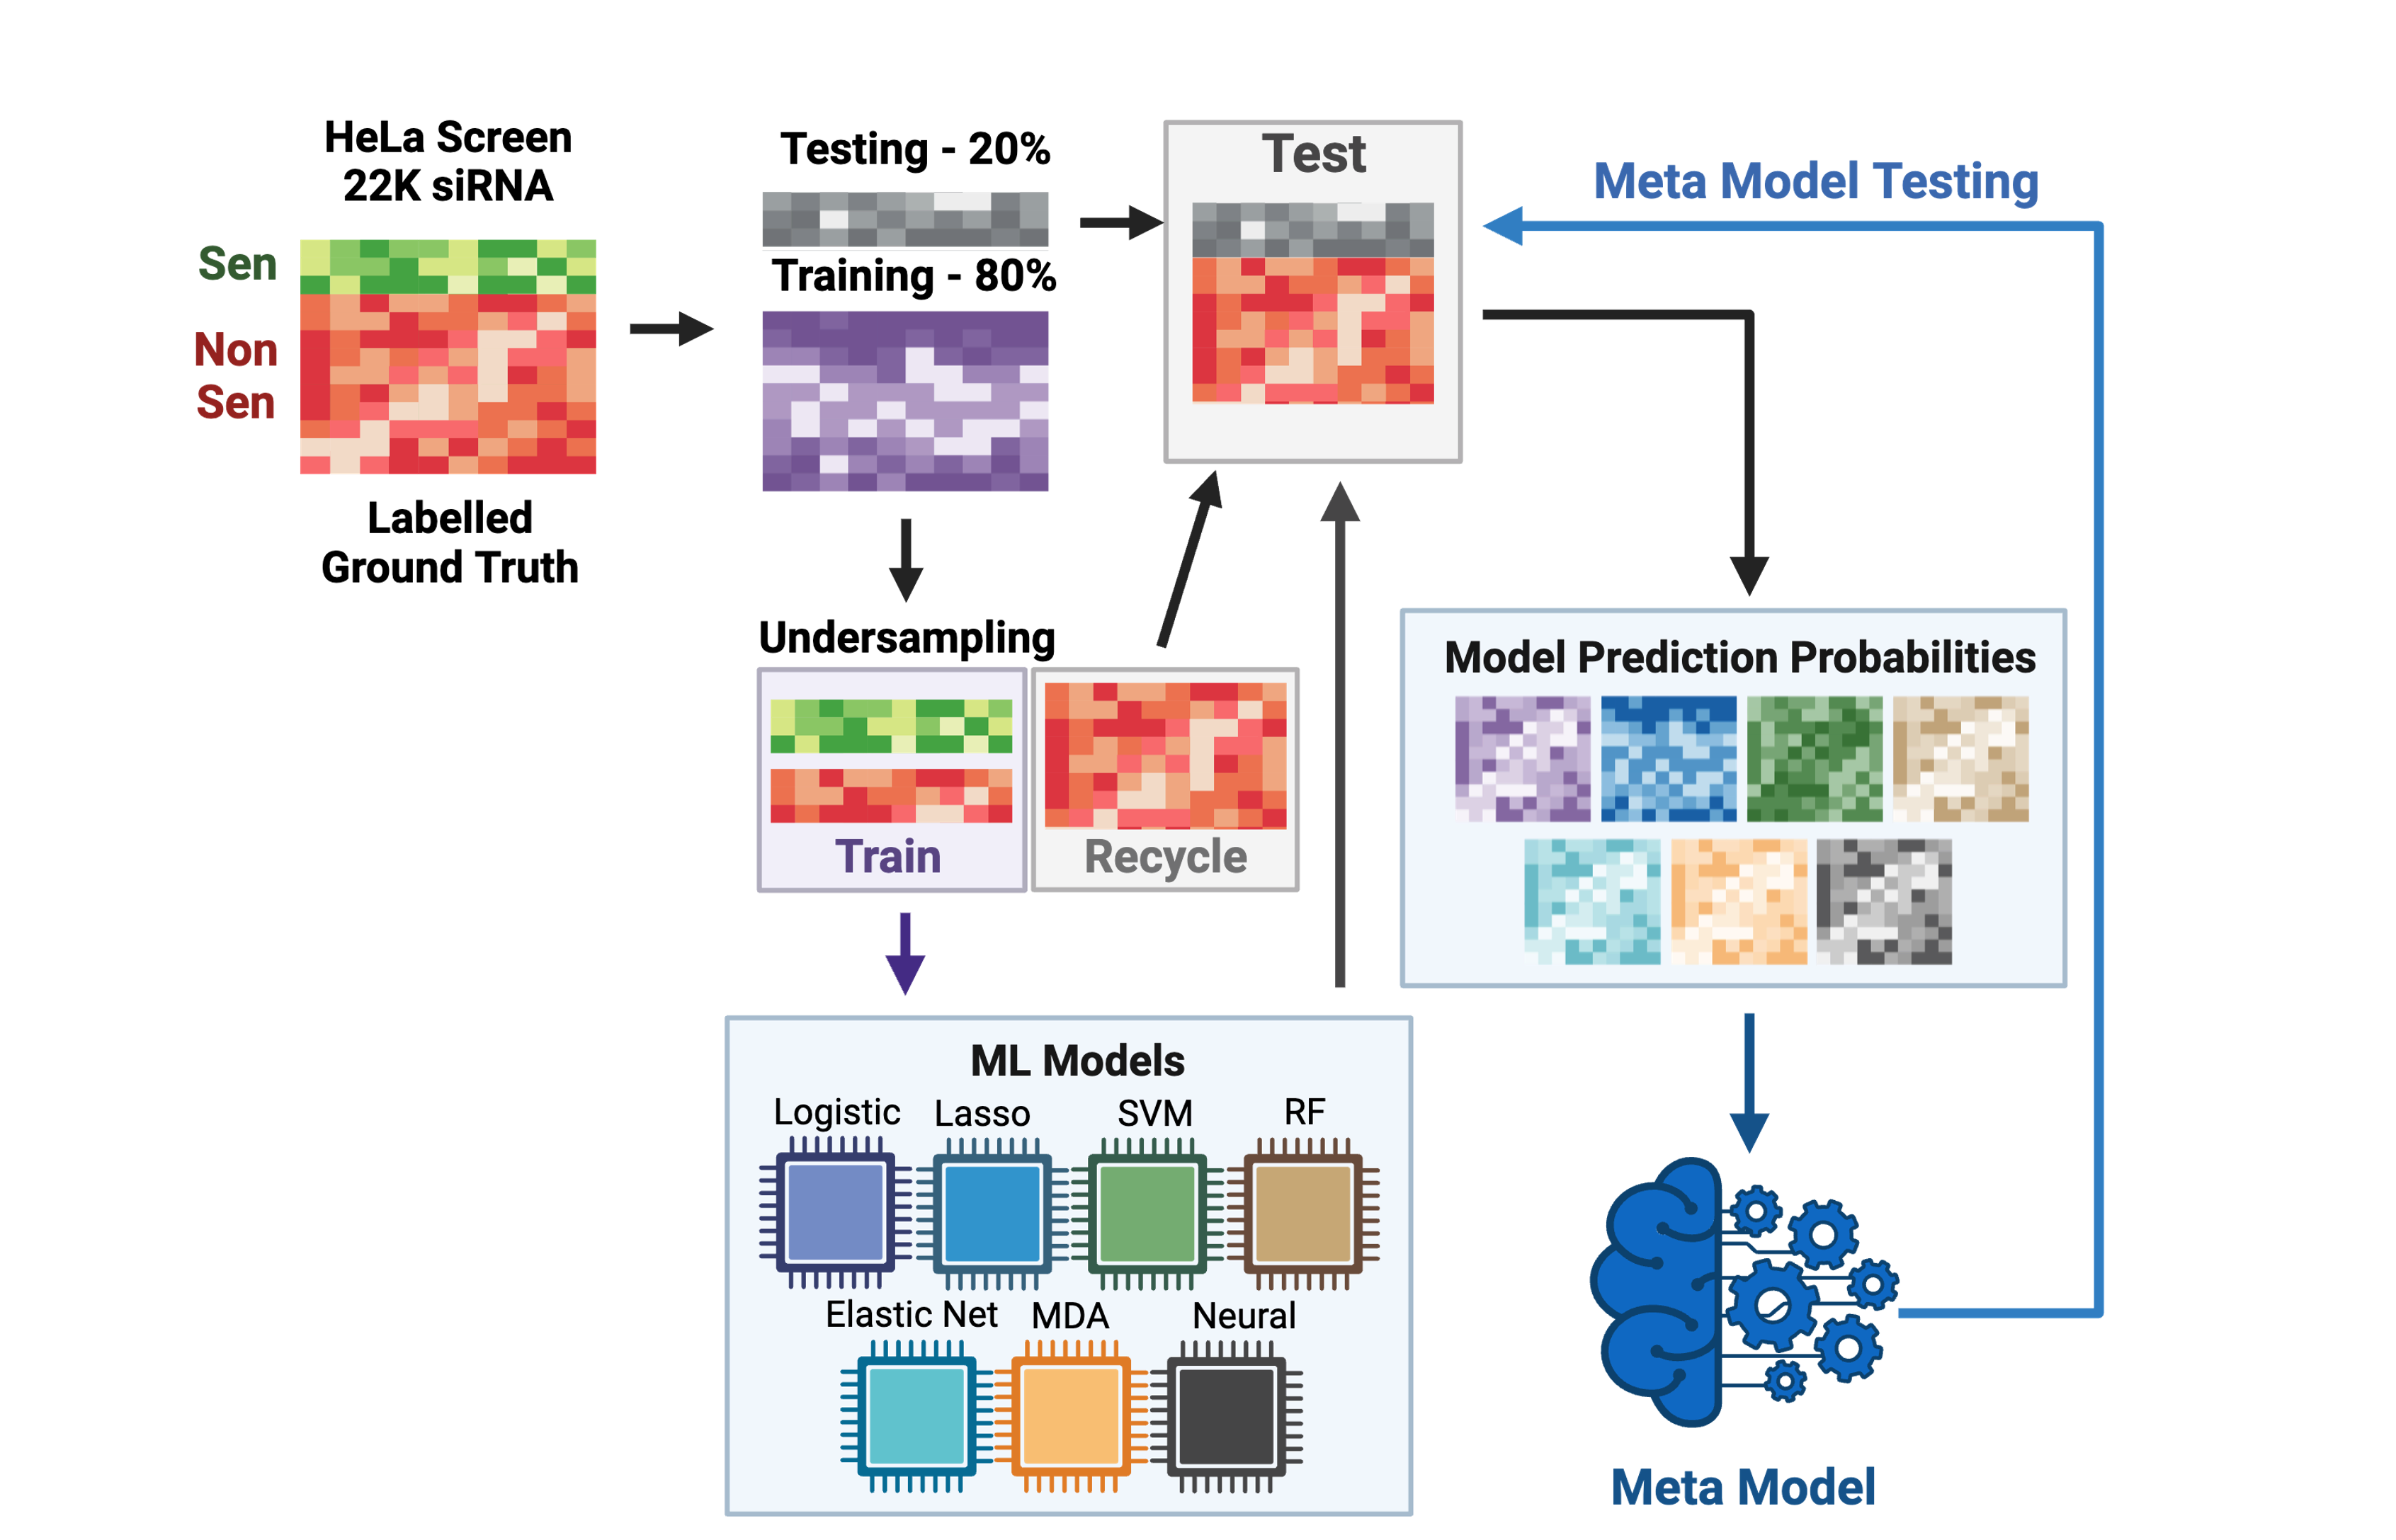 HeLa Screen
22K siRNA
Sen
Non
Sen
Labelled
Ground Truth
Testing - 20%
Training - 80%
Test
Meta Model Testing
Undersampling
Train
Recycle
Model Prediction Probabilities
ML Models
Logistic
Lasso
SVM
RF
Elastic Net
MDA
Neural
Meta Model